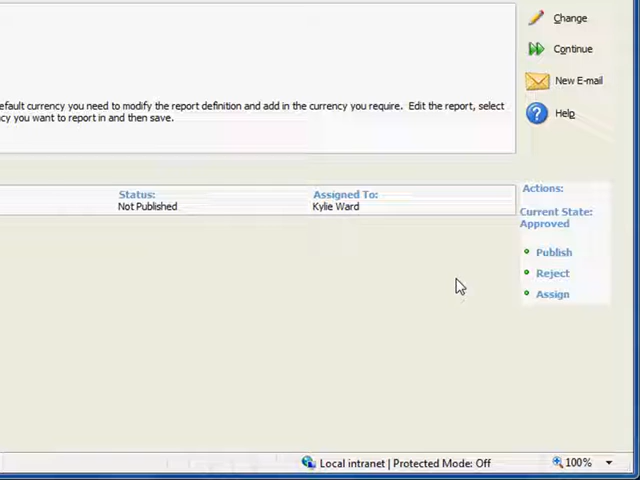 Change
Continue
New E-mail
Help
efault currency you need to modify the report definition and add in the currency you require. Edit the report, select
cy you want to report in and then save.
Status:
Not Published
Assigned To:
Kylie Ward
Actions:
Current State:
Approved
Publish
Reject
Assign
Local intranet | Protected Mode: Off
100%